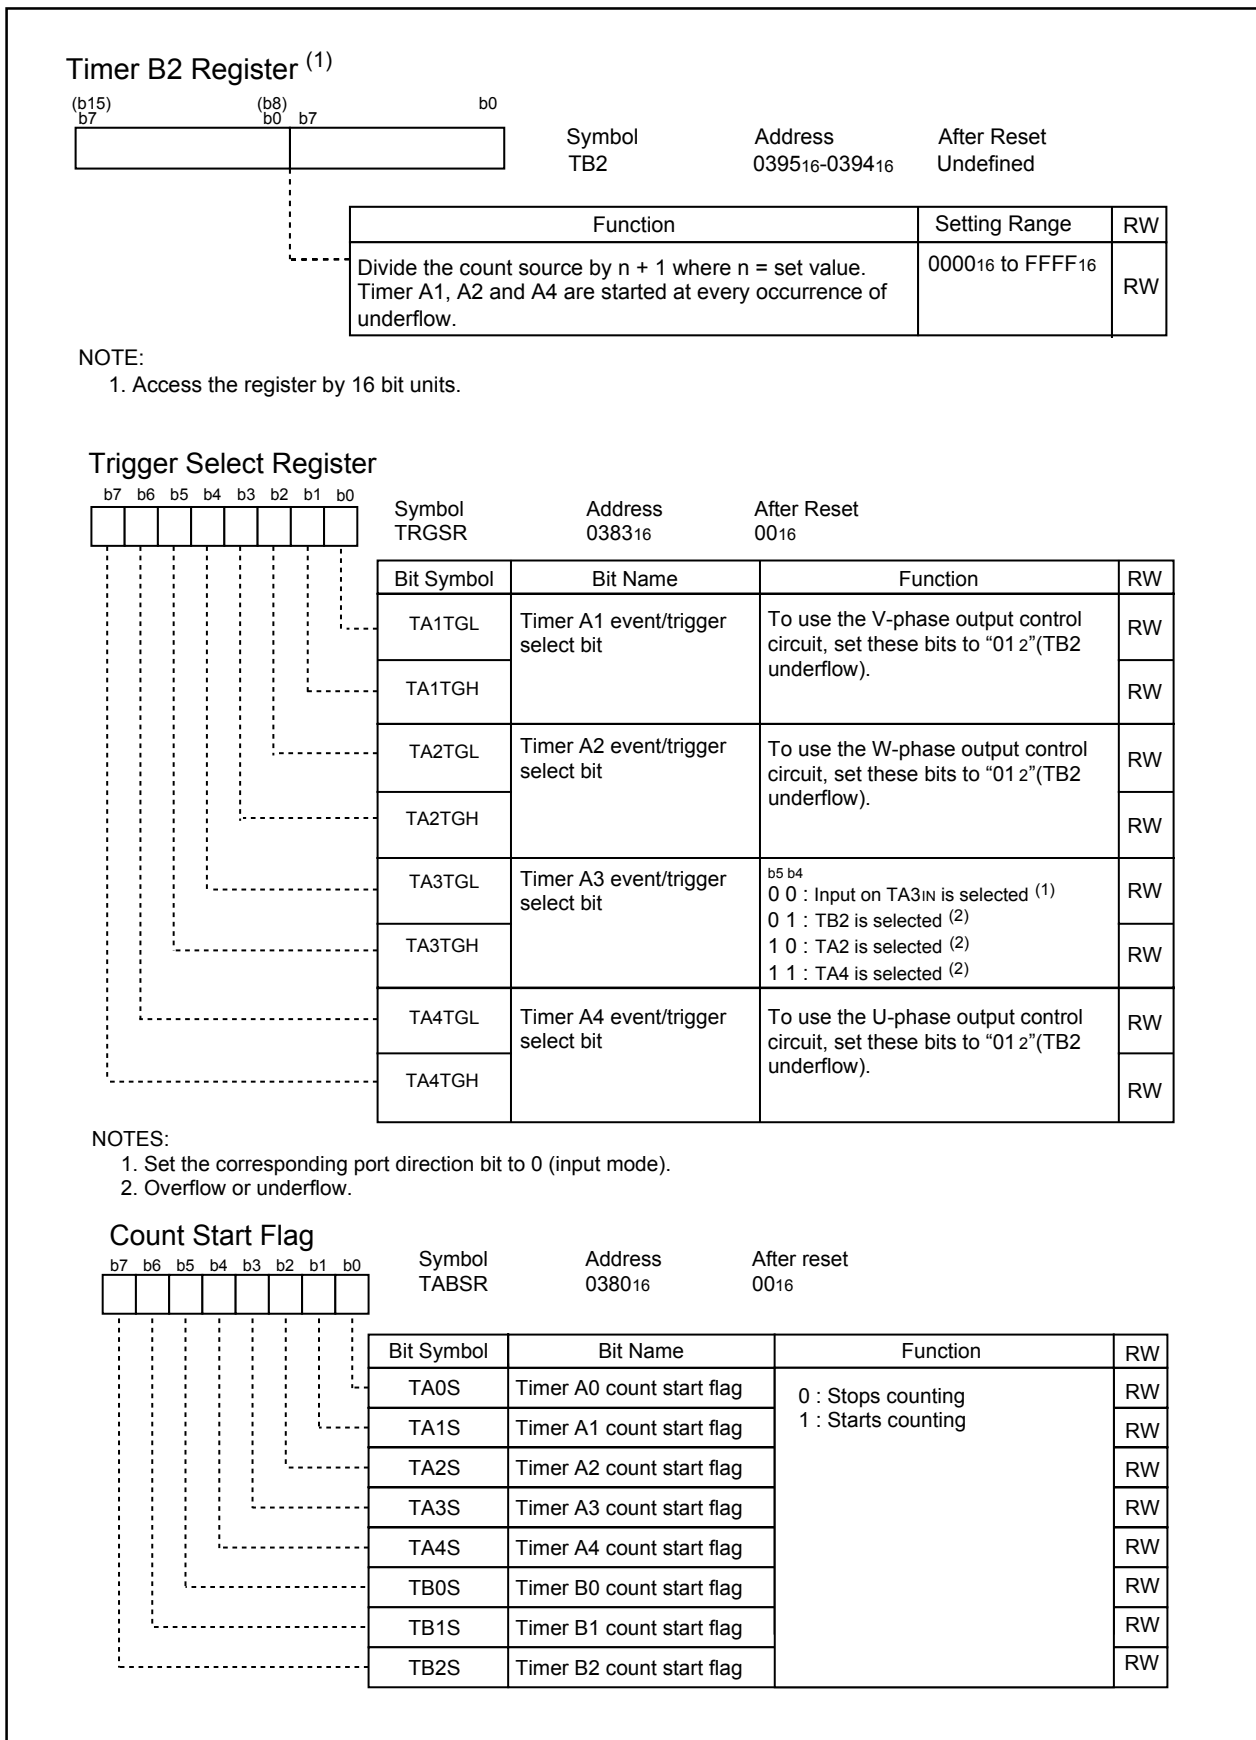 Timer B2 Register (1)
(b15) (b8) b0
b7 b0 b7
Symbol Address After Reset
TB2 039516-039416 Undefined
Function Setting Range RW
Divide the count source by n + 1 where n = set value. 000016 to FFFF16 RW
Timer A1, A2 and A4 are started at every occurrence of
underflow.
NOTE:
1. Access the register by 16 bit units.
Trigger Select Register
b7 b6 b5 b4 b3 b2 b1 b0
Symbol Address After Reset
TRGSR 038316 0016
Bit Symbol Bit Name Function RW
TA1TGL Timer A1 event/trigger To use the V-phase output control RW
select bit circuit, set these bits to “012”(TB2
underflow).
TA1TGH RW
TA2TGL Timer A2 event/trigger To use the W-phase output control RW
select bit circuit, set these bits to “012”(TB2
underflow).
TA2TGH RW
TA3TGL Timer A3 event/trigger b5 b4 RW
select bit 0 0 : Input on TA3IN is selected (1)
0 1 : TB2 is selected (2)
TA3TGH 1 0 : TA2 is selected (2) RW
1 1 : TA4 is selected (2)
TA4TGL Timer A4 event/trigger To use the U-phase output control RW
select bit circuit, set these bits to “012”(TB2
underflow).
TA4TGH RW
NOTES:
1. Set the corresponding port direction bit to 0 (input mode).
2. Overflow or underflow.
Count Start Flag
b7 b6 b5 b4 b3 b2 b1 b0
Symbol Address After reset
TABSR 038016 0016
Bit Symbol Bit Name Function RW
TA0S Timer A0 count start flag 0 : Stops counting RW
TA1S Timer A1 count start flag 1 : Starts counting RW
TA2S Timer A2 count start flag RW
TA3S Timer A3 count start flag RW
TA4S Timer A4 count start flag RW
TB0S Timer B0 count start flag RW
TB1S Timer B1 count start flag RW
TB2S Timer B2 count start flag RW